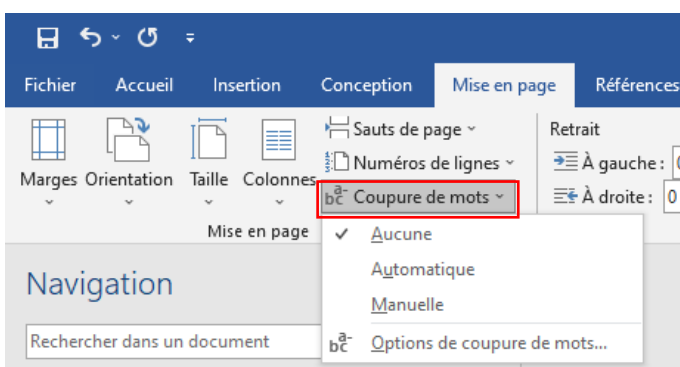 Fichier Accueil Insertion Conception Mise en page Références
Sauts de page Retrait
Numéros de lignes À gauche :
Marges Orientation Taille Colonnes
Coupure de mots À droite : 0
Mise en page
Aucune
Automatique
Manuelle
Options de coupure de mots...
Navigation
Rechercher dans un document